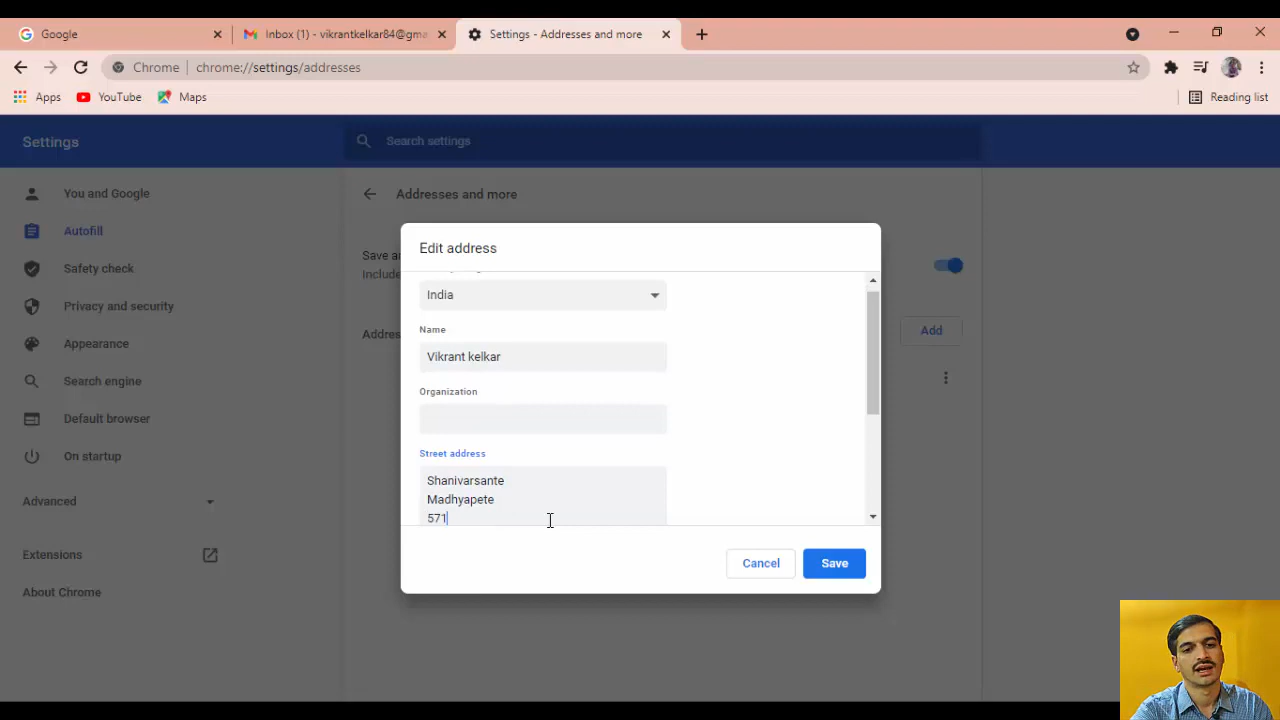 Google
Inbox (1) - vikrantkelkar84@gma
Settings - Addresses and more
Chrome
chrome://settings/addresses
Apps
YouTube
Maps
Reading list
Settings
Search settings
You and Google
Autofill
Safety check
Privacy and security
Appearance
Search engine
Default browser
On startup
Advanced
Extensions
About Chrome
Addresses and more
Save a
Include
Addres
Add
Edit address
India
Name
Vikrant kelkar
Organization
Street address
Shanivarsante
Madhyapete
571
Cancel
Save